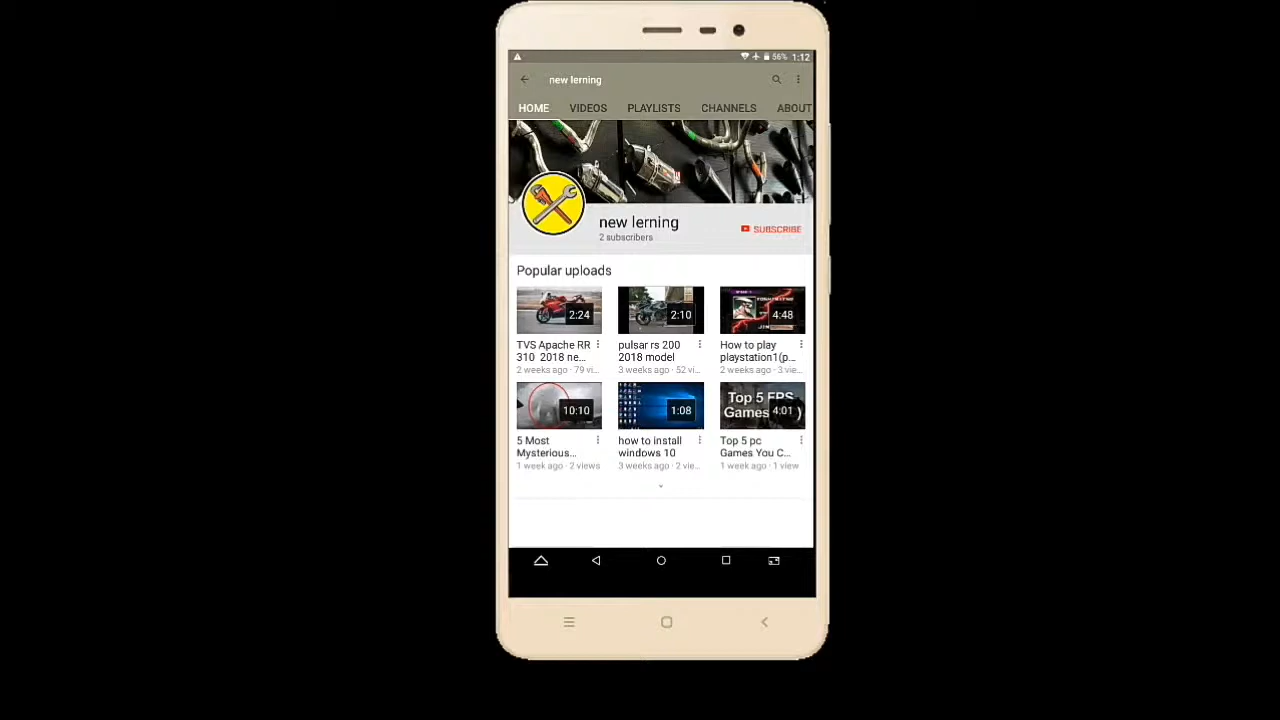 56% 1:12
new lerning
HOME VIDEOS PLAYLISTS CHANNELS ABOUT
new lerning
2 subscribers
SUBSCRIBE
Popular uploads
2:24 2:10 4:48
TVS Apache RR
310 2018 ne...
2 weeks ago · 79 vi...
pulsar rs 200
2018 model
3 weeks ago · 52 vi...
How to play
playstation1(p...
2 weeks ago · 3 vie...
10:10 1:08
Top 5 FPS
Games 4:01 )
5 Most
Mysterious...
1 week ago · 2 views
how to install
windows 10
3 weeks ago · 2 vie...
Top 5 pc
Games You C...
1 week ago · 1 view